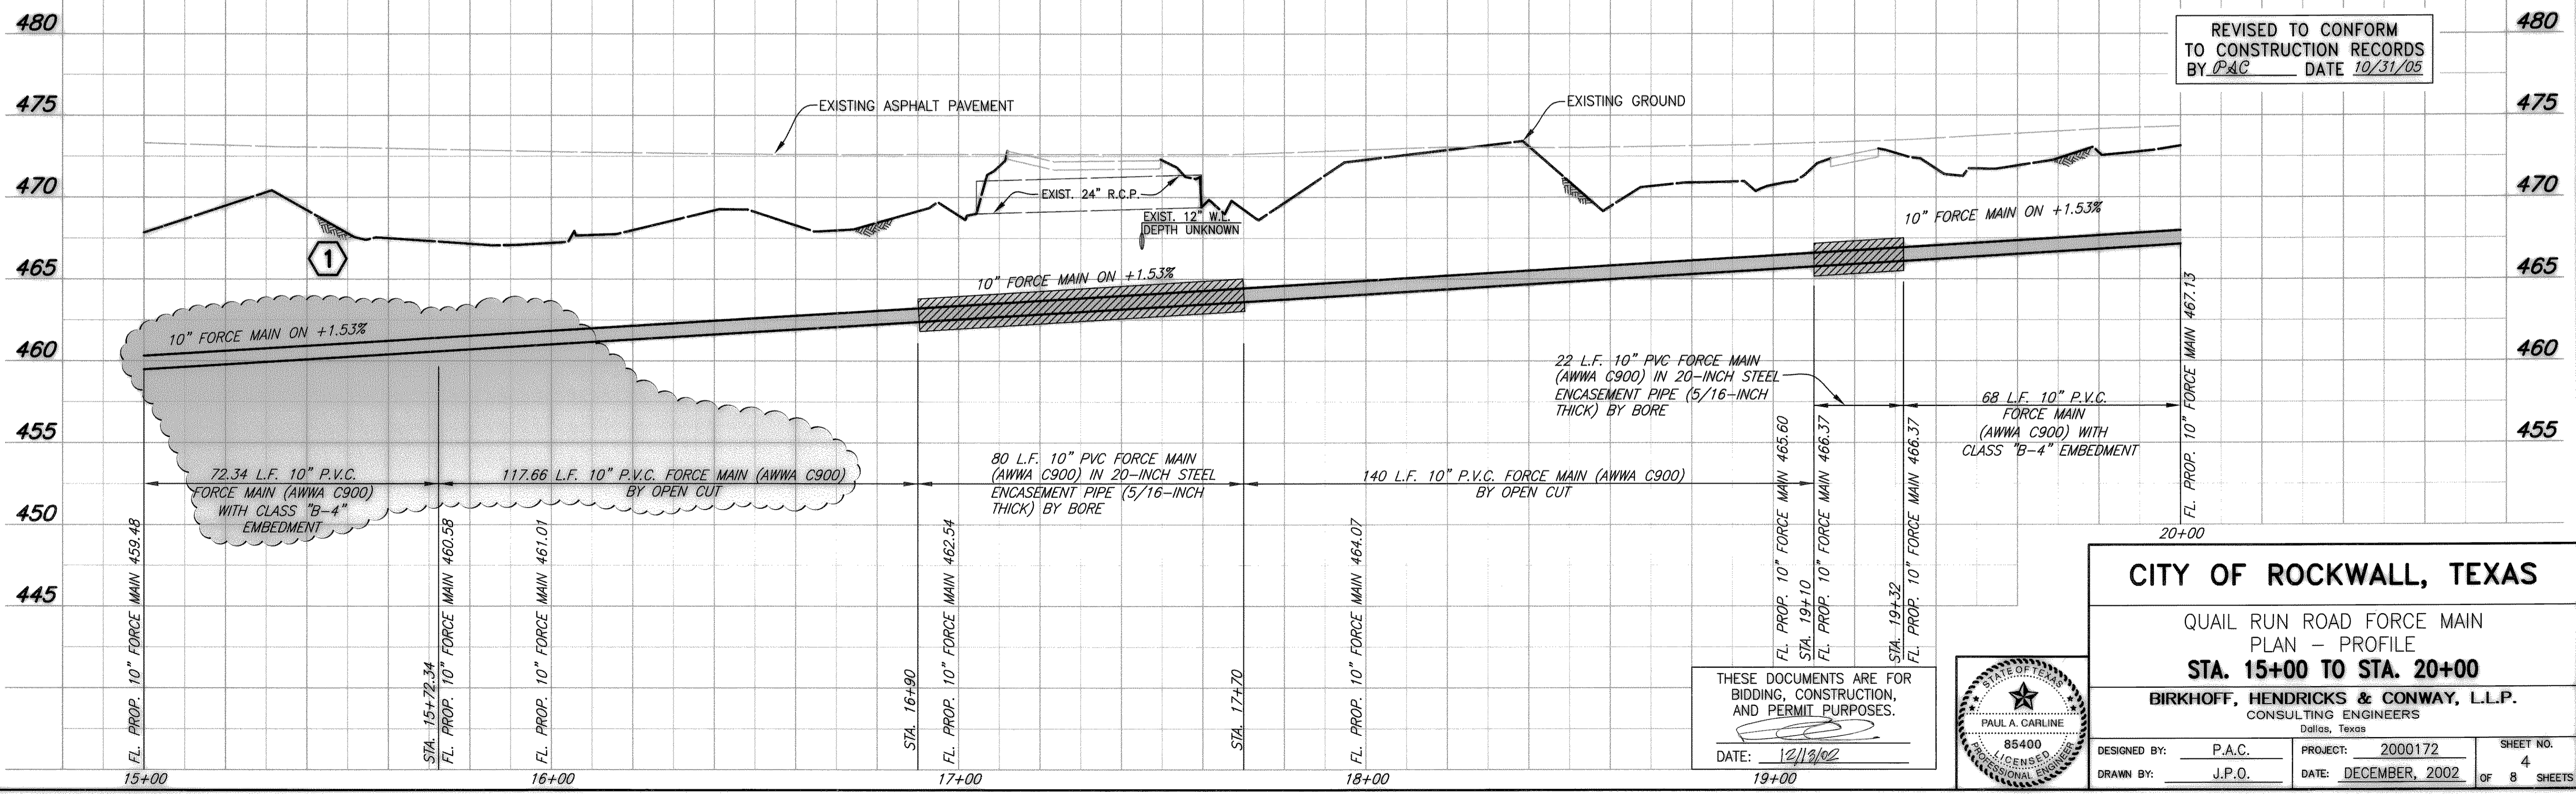 480
475
470
465
460
455
450
445
480
475
470
465
460
455
REVISED TO CONFORM
TO CONSTRUCTION RECORDS
BY PAC DATE 10/31/05
EXISTING ASPHALT PAVEMENT
EXISTING GROUND
EXIST. 24" R.C.P.
EXIST. 12" W.L.
DEPTH UNKNOWN
1
10" FORCE MAIN ON +1.53%
10" FORCE MAIN ON +1.53%
10" FORCE MAIN ON +1.53%
72.34 L.F. 10" P.V.C.
FORCE MAIN (AWWA C900)
WITH CLASS "B-4"
EMBEDMENT
117.66 L.F. 10" P.V.C. FORCE MAIN (AWWA C900)
BY OPEN CUT
80 L.F. 10" PVC FORCE MAIN
(AWWA C900) IN 20-INCH STEEL
ENCASEMENT PIPE (5/16-INCH
THICK) BY BORE
140 L.F. 10" P.V.C. FORCE MAIN (AWWA C900)
BY OPEN CUT
22 L.F. 10" PVC FORCE MAIN
(AWWA C900) IN 20-INCH STEEL
ENCASEMENT PIPE (5/16-INCH
THICK) BY BORE
68 L.F. 10" P.V.C.
FORCE MAIN
(AWWA C900) WITH
CLASS "B-4" EMBEDMENT
FL. PROP. 10" FORCE MAIN 459.48
STA. 15+72.34
FL. PROP. 10" FORCE MAIN 460.58
FL. PROP. 10" FORCE MAIN 461.01
STA. 16+90
FL. PROP. 10" FORCE MAIN 462.54
STA. 17+70
FL. PROP. 10" FORCE MAIN 464.07
FL. PROP. 10" FORCE MAIN 465.60
STA. 19+10
FL. PROP. 10" FORCE MAIN 466.37
STA. 19+32
FL. PROP. 10" FORCE MAIN 466.37
FL. PROP. 10" FORCE MAIN 467.13
15+00
16+00
17+00
18+00
19+00
20+00
THESE DOCUMENTS ARE FOR
BIDDING, CONSTRUCTION,
AND PERMIT PURPOSES.
DATE: 12/13/02
STATE OF TEXAS
PAUL A. CARLINE
85400
LICENSED
PROFESSIONAL ENGINEER
CITY OF ROCKWALL, TEXAS
QUAIL RUN ROAD FORCE MAIN
PLAN - PROFILE
STA. 15+00 TO STA. 20+00
BIRKHOFF, HENDRICKS & CONWAY, L.L.P.
CONSULTING ENGINEERS
Dallas, Texas
DESIGNED BY: P.A.C.
DRAWN BY: J.P.O.
PROJECT: 2000172
DATE: DECEMBER, 2002
SHEET NO.
4
OF 8 SHEETS